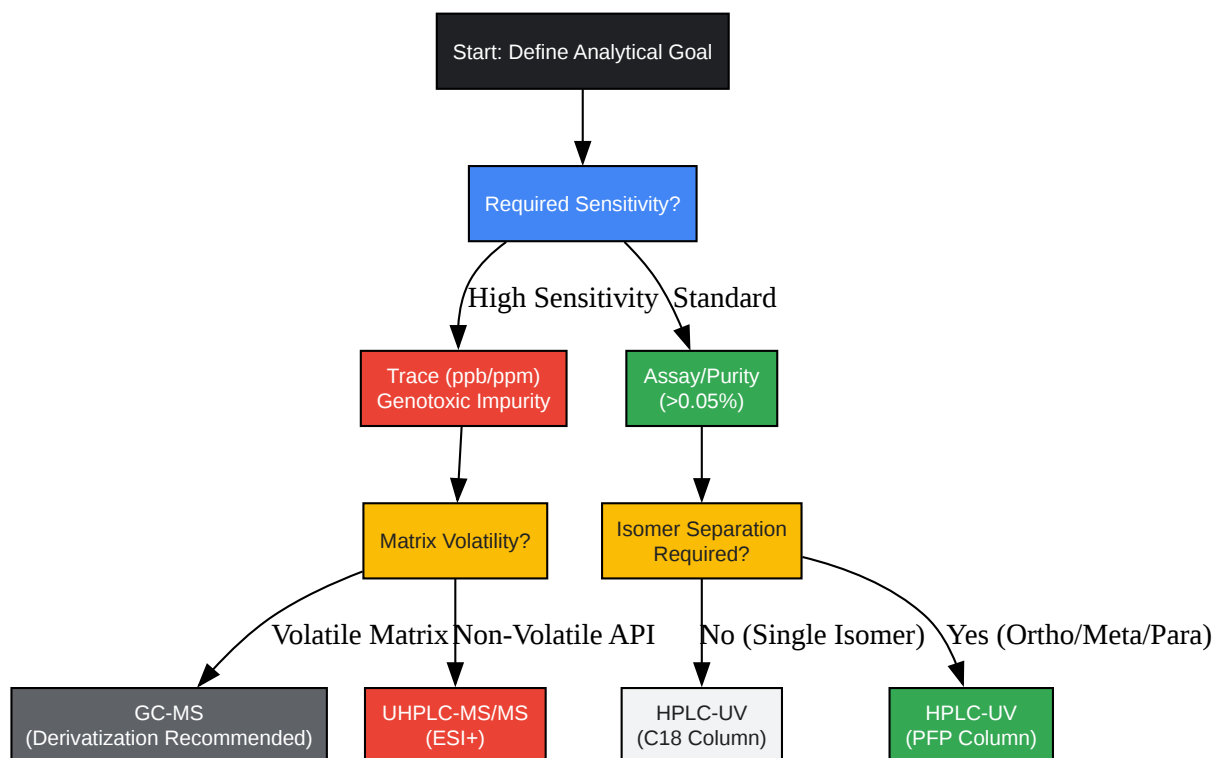 Start: Define Analytical Goal
Required Sensitivity?
High Sensitivity
Standard
Trace (ppb/ppm)
Genotoxic Impurity
Assay/Purity
(>0.05%)
Matrix Volatility?
Isomer Separation
Required?
Volatile Matrix
Non-Volatile API
No (Single Isomer)
Yes (Ortho/Meta/Para)
GC-MS
(Derivatization Recommended)
UHPLC-MS/MS
(ESI+)
HPLC-UV
(C18 Column)
HPLC-UV
(PFP Column)